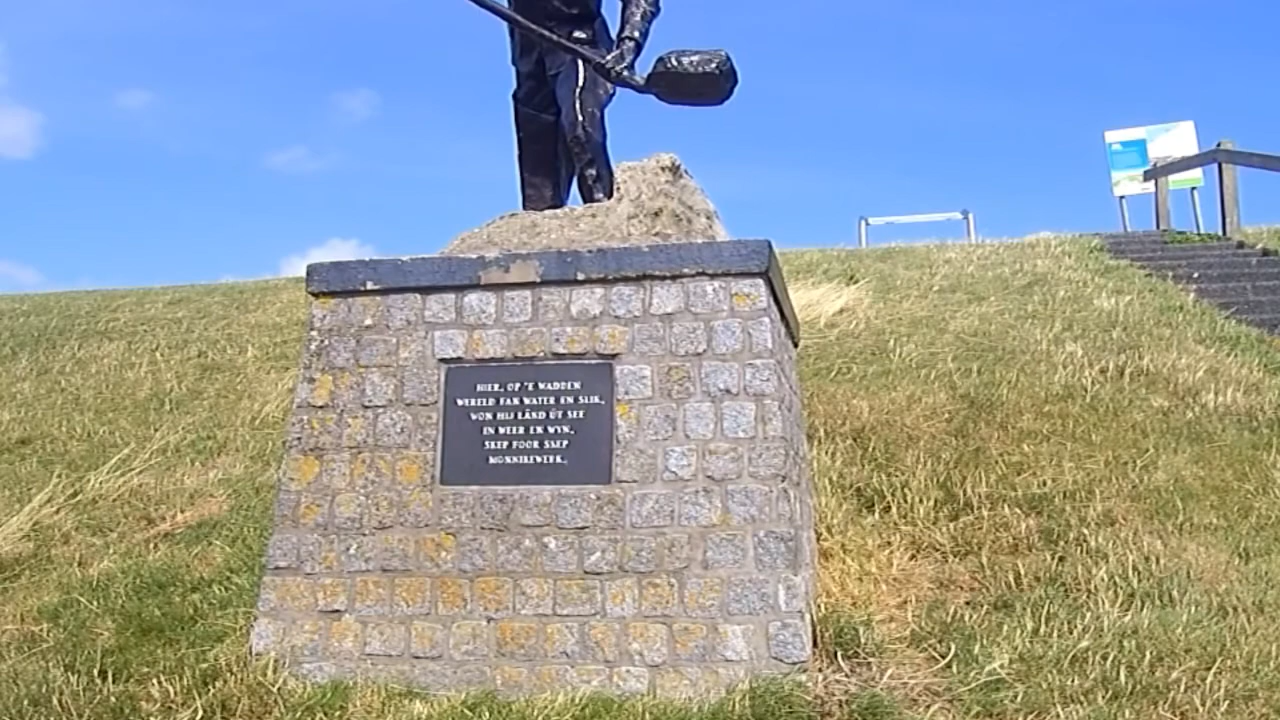 HIER, OP 'E WADDEN
WERELD FAN WATER EN SLIK,
WON HIJ LÂND ÚT SEE
IN WEER EN WYN,
SKEP FOOR SKEP
MONNIKEWERK.